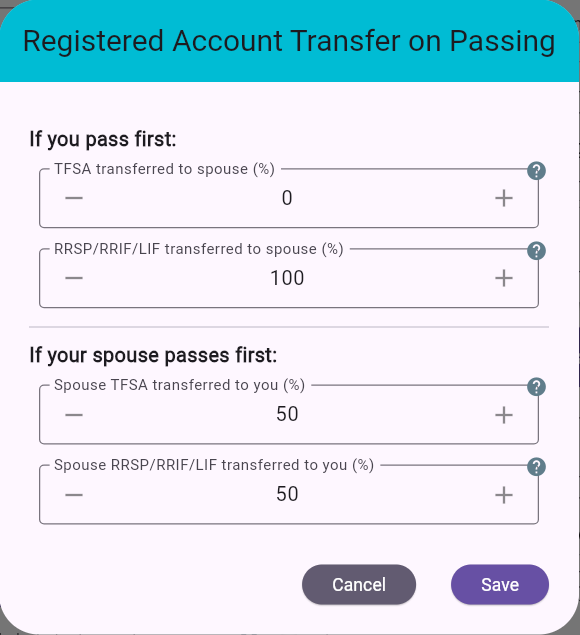 Registered Account Transfer on Passing
If you pass first:
TFSA transferred to spouse (%)
?
− 0 +
RRSP/RRIF/LIF transferred to spouse (%)
?
− 100 +
If your spouse passes first:
Spouse TFSA transferred to you (%)
?
− 50 +
Spouse RRSP/RRIF/LIF transferred to you (%)
?
− 50 +
Cancel Save